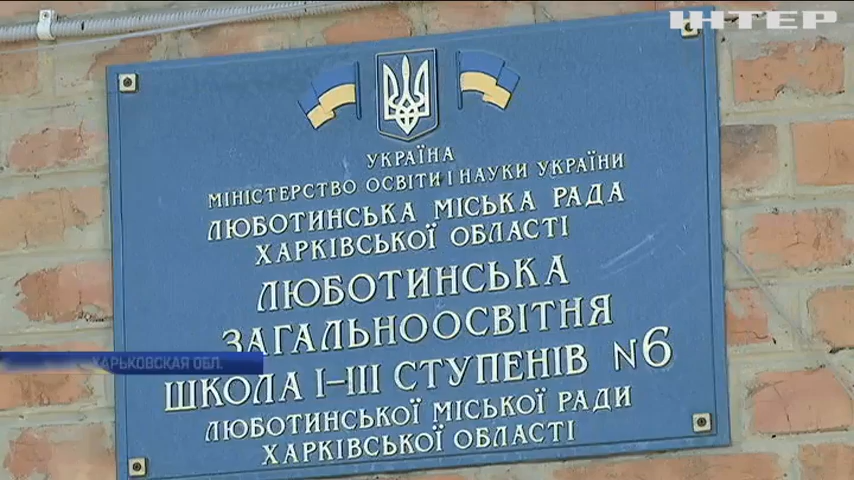 ІНТЕР
УКРАЇНА
МІНІСТЕРСТВО ОСВІТИ І НАУКИ УКРАЇНИ
ЛЮБОТИНСЬКА МІСЬКА РАДА
ХАРКІВСЬКОЇ ОБЛАСТІ
ЛЮБОТИНСЬКА
ЗАГАЛЬНООСВІТНЯ
ШКОЛА І–ІІІ СТУПЕНІВ N6
ЛЮБОТИНСЬКОЇ МІСЬКОЇ РАДИ
ХАРКІВСЬКОЇ ОБЛАСТІ
ХАРЬКОВСКАЯ ОБЛ.